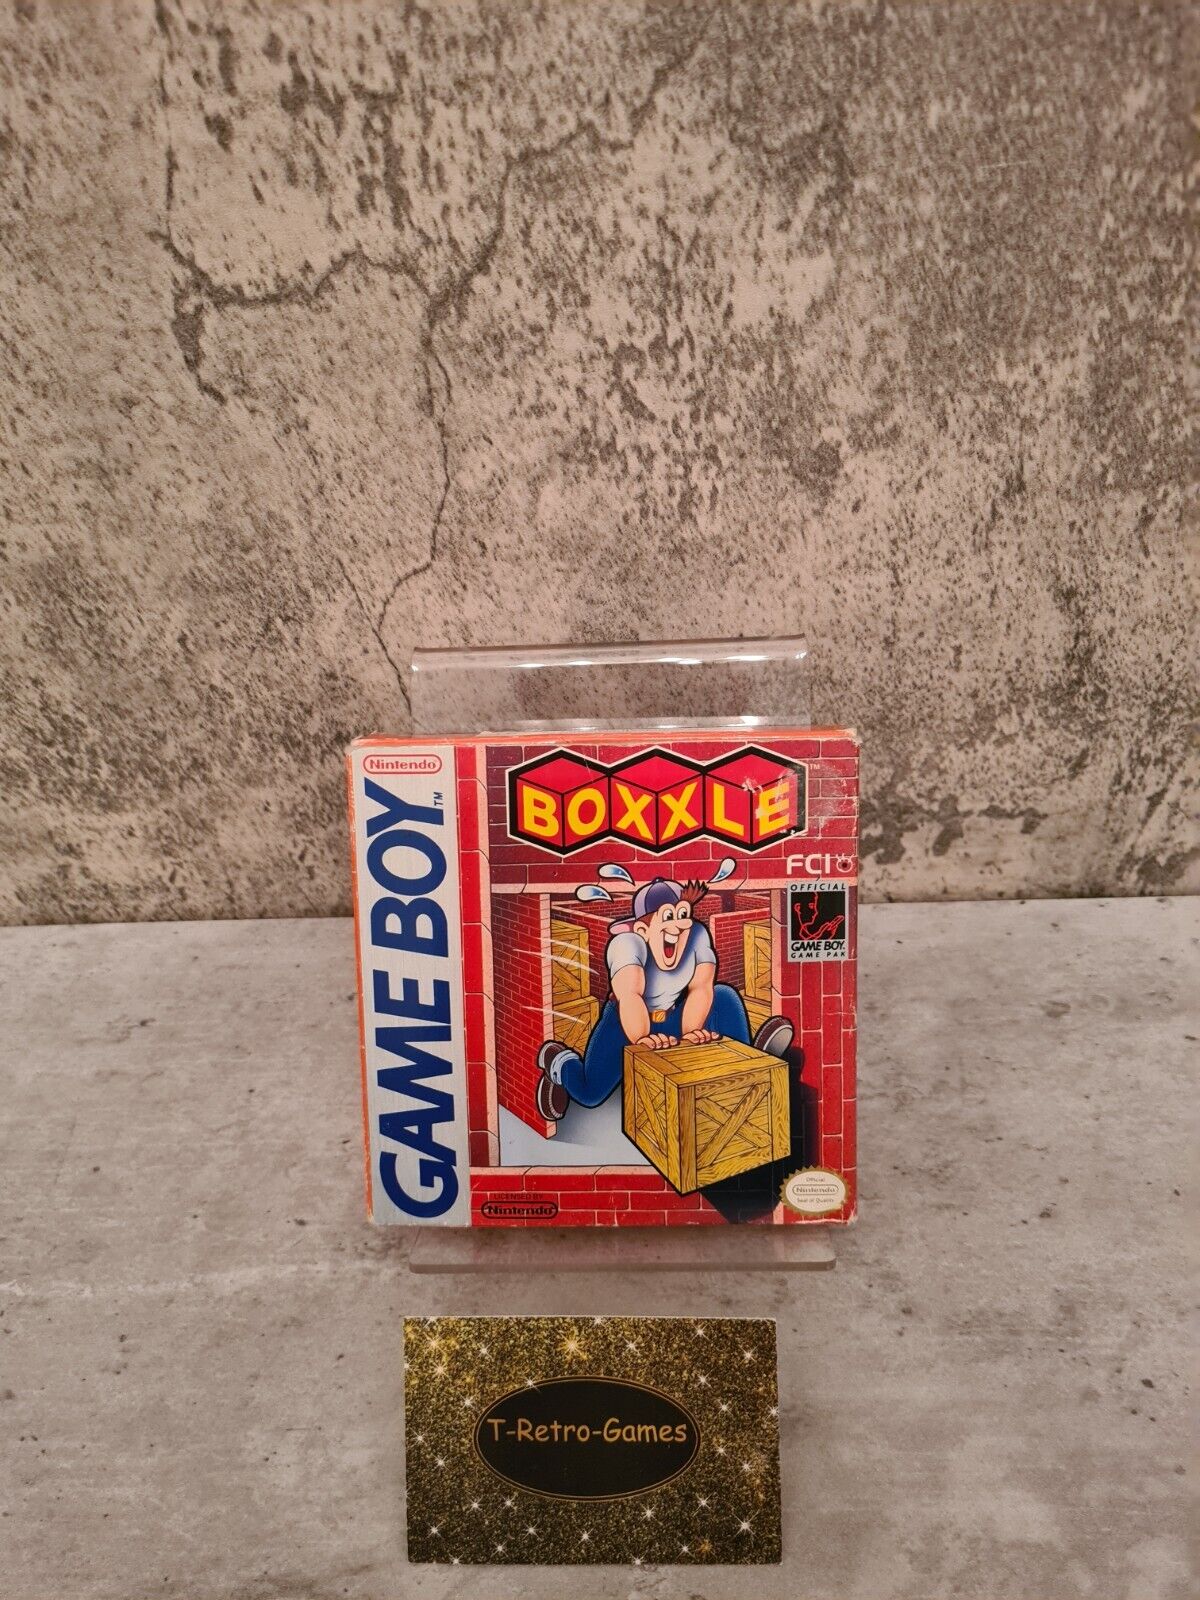 Nintendo
GAME BOY
TM
BOXXLE
TM
FCI
OFFICIAL
GAME BOY
GAME PAK
LICENSED BY
Nintendo
Official
Nintendo
Seal of Quality
T-Retro-Games